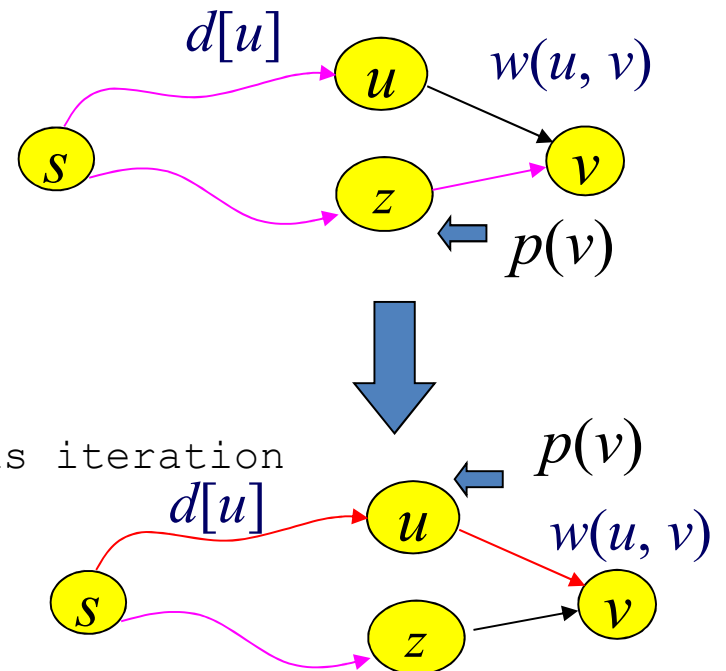 d[u]
u
w(u, v)
s
v
z
p(v)
p(v)
iteration
d[u]
u
w(u, v)
s
v
z